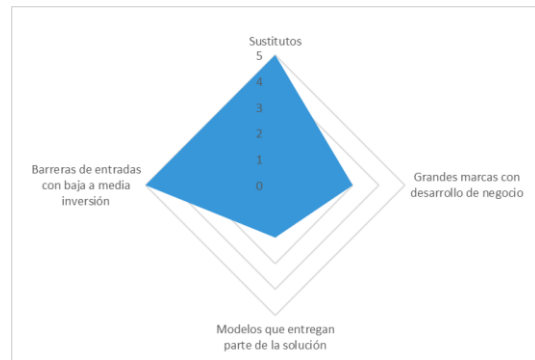 Sustitutos
5
4
3
2
1
0
Barreras de entradas
con baja a media
inversión
Grandes marcas con
desarrollo de negocio
Modelos que entregan
parte de la solución